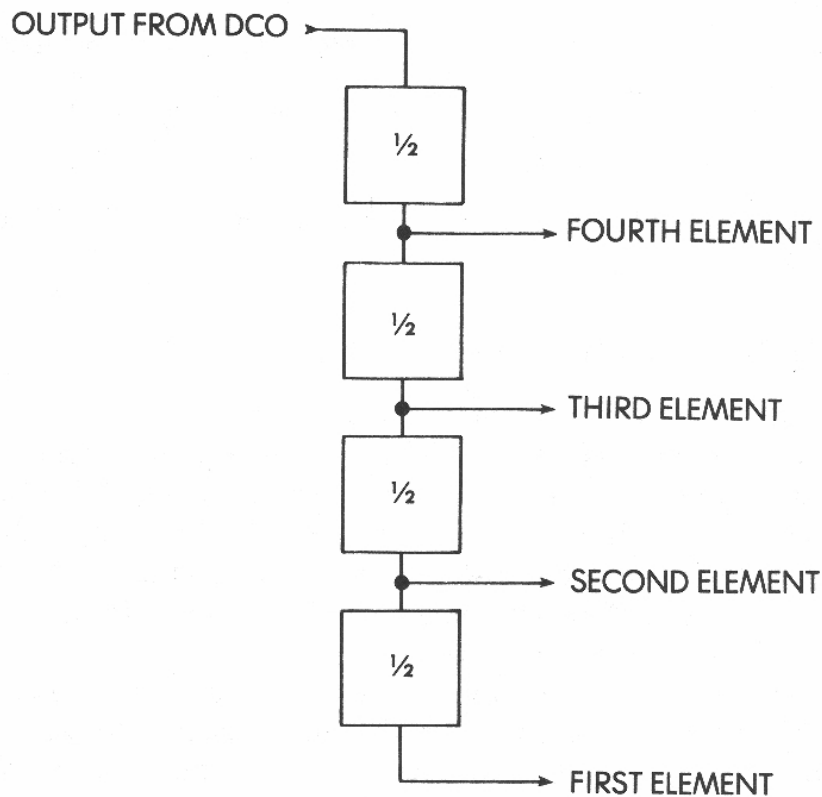 OUTPUT FROM DCO
½
FOURTH ELEMENT
½
THIRD ELEMENT
½
SECOND ELEMENT
½
FIRST ELEMENT